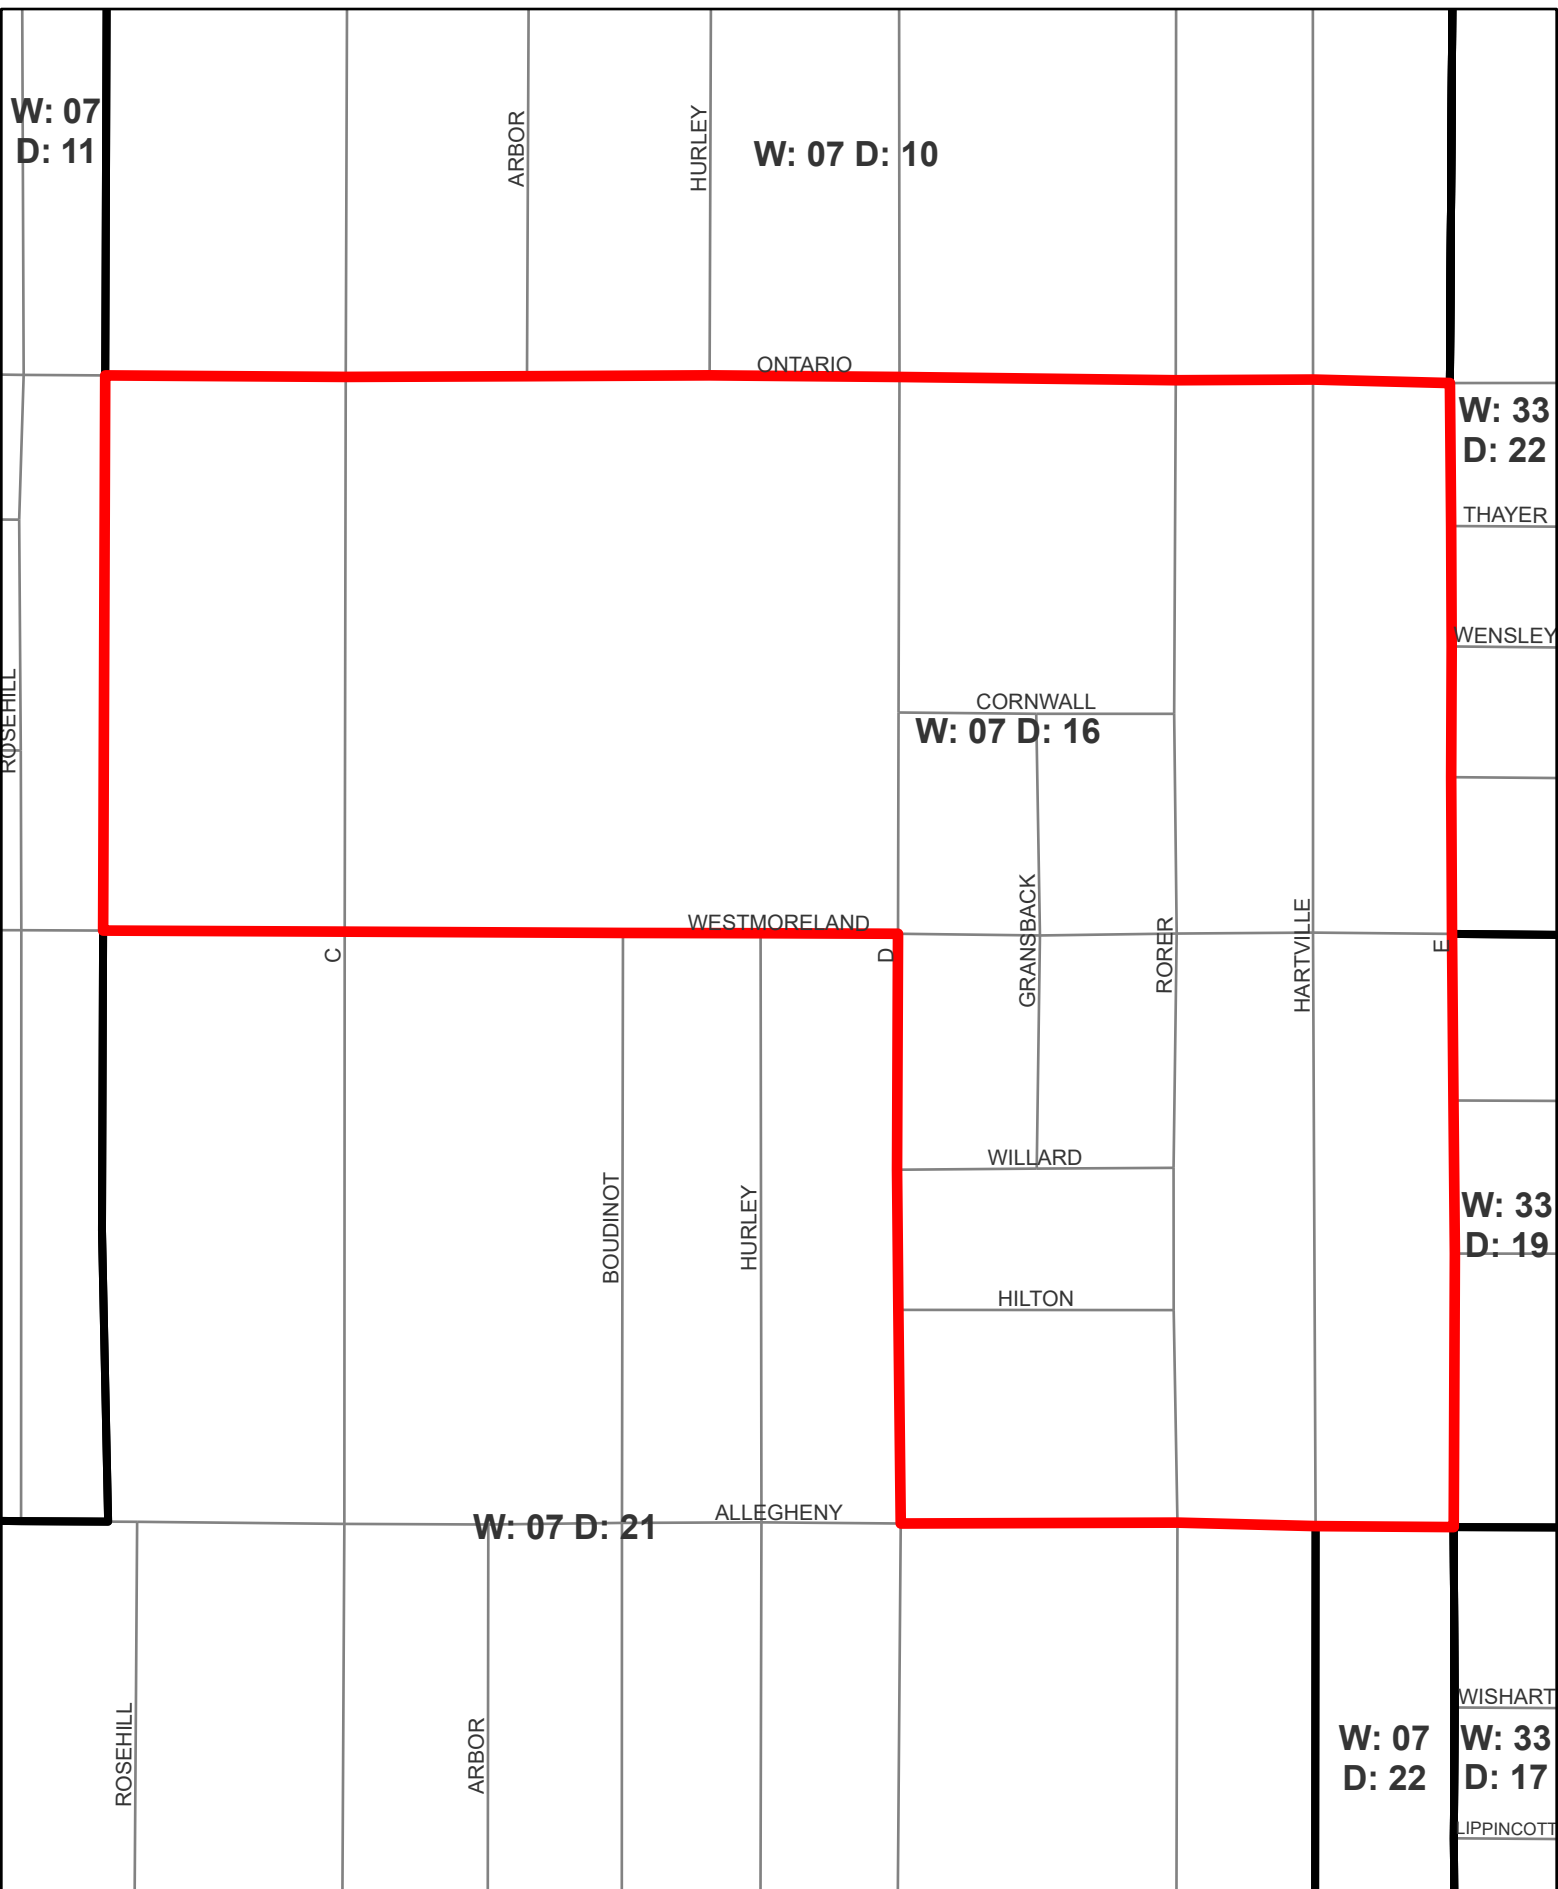 W: 07
D: 11
ARBOR
HURLEY
W: 07 D: 10
ONTARIO
W: 33
D: 22
THAYER
WENSLEY
ROSEHILL
CORNWALL
W: 07 D: 16
WESTMORELAND
C
D
GRANSBACK
RORER
HARTVILLE
E
WILLARD
BOUDINOT
HURLEY
W: 33
D: 19
HILTON
ALLEGHENY
W: 07 D: 21
ROSEHILL
ARBOR
WISHART
W: 07
D: 22
W: 33
D: 17
LIPPINCOTT